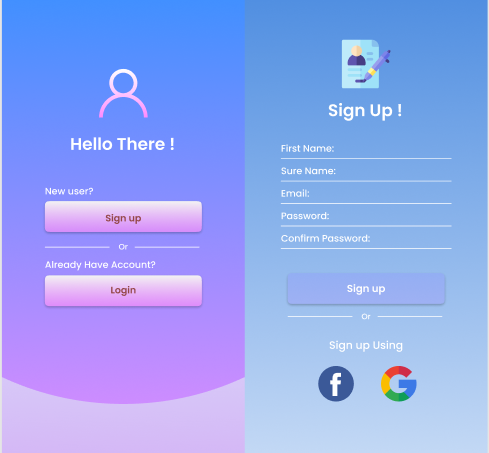 Hello There !
New user?
Sign up
Or
Already Have Account?
Login
Sign Up !
First Name:
Sure Name:
Email:
Password:
Confirm Password:
Sign up
Or
Sign up Using